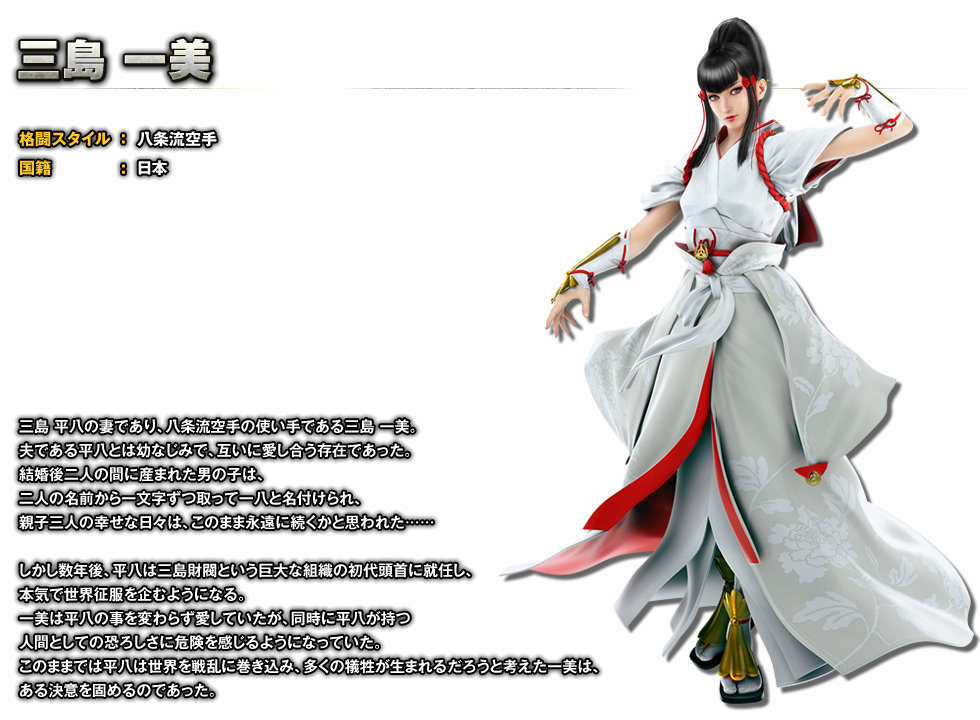 三島 一美
格闘スタイル : 八条流空手
国籍 : 日本
三島 平八の妻であり、八条流空手の使い手である三島 一美。
夫である平八とは幼なじみで、互いに愛し合う存在であった。
結婚後二人の間に産まれた男の子は、
二人の名前から一文字ずつ取って一八と名付けられ、
親子三人の幸せな日々は、このまま永遠に続くかと思われた……
しかし数年後、平八は三島財閥という巨大な組織の初代頭首に就任し、
本気で世界征服を企むようになる。
一美は平八の事を変わらず愛していたが、同時に平八が持つ
人間としての恐ろしさに危険を感じるようになっていた。
このままでは平八は世界を戦乱に巻き込み、多くの犠牲が生まれるだろうと考えた一美は、
ある決意を固めるのであった。